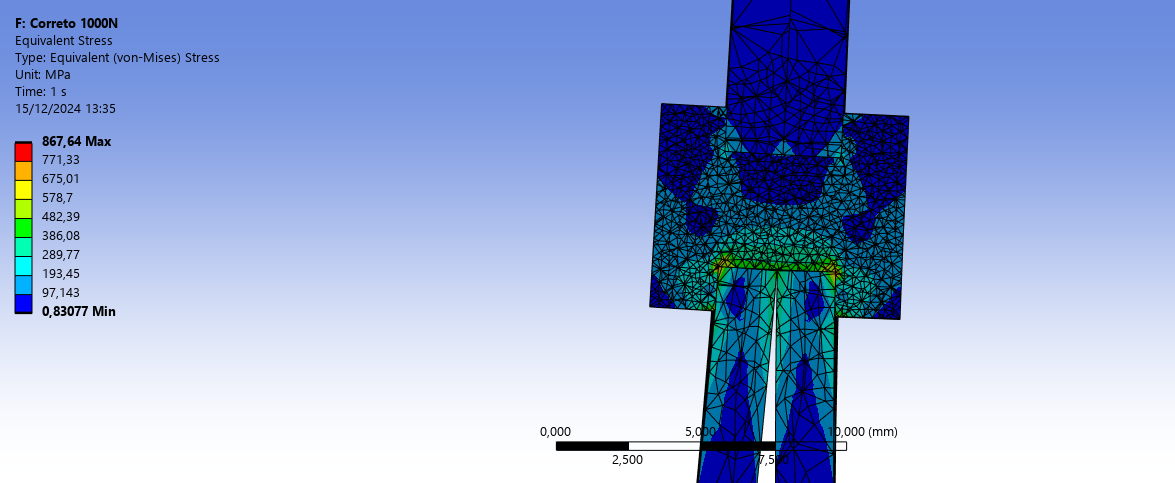 F: Correto 1000N
Equivalent Stress
Type: Equivalent (von-Mises) Stress
Unit: MPa
Time: 1 s
15/12/2024 13:35
867,64 Max
771,33
675,01
578,7
482,39
386,08
289,77
193,45
97,143
0,83077 Min
0,000 5,000 10,000 (mm)
2,500 7,500